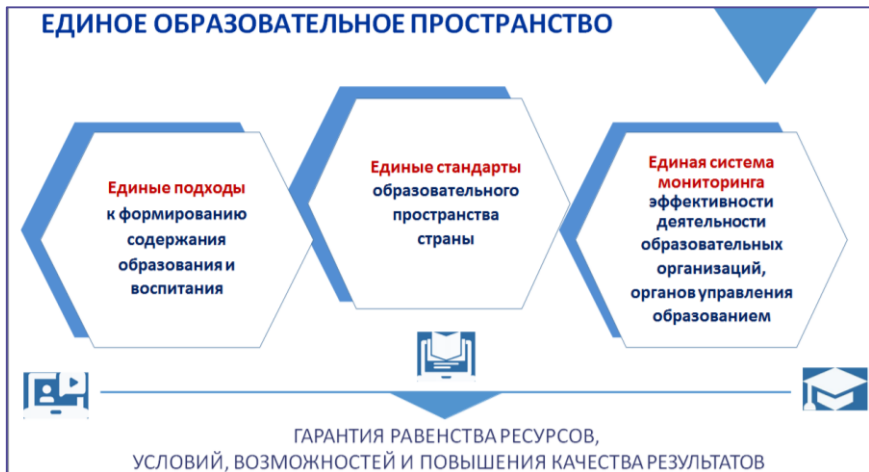 ЕДИНОЕ ОБРАЗОВАТЕЛЬНОЕ ПРОСТРАНСТВО
Единые подходы
к формированию
содержания
образования и
воспитания
Единые стандарты
образовательного
пространства
страны
Единая система
мониторинга
эффективности
деятельности
образовательных
организаций,
органов управления
образованием
ГАРАНТИЯ РАВЕНСТВА РЕСУРСОВ,
УСЛОВИЙ, ВОЗМОЖНОСТЕЙ И ПОВЫШЕНИЯ КАЧЕСТВА РЕЗУЛЬТАТОВ